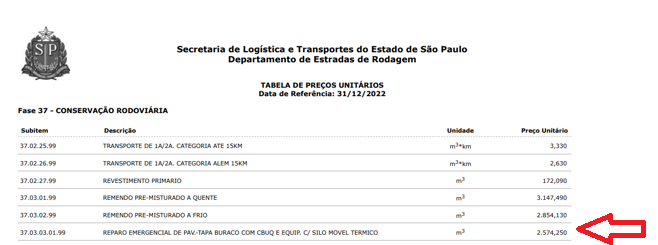 SP
Secretaria de Logística e Transportes do Estado de São Paulo
Departamento de Estradas de Rodagem
TABELA DE PREÇOS UNITÁRIOS
Data de Referência: 31/12/2022
Fase 37 - CONSERVAÇÃO RODOVIÁRIA
Subitem Descrição Unidade Preço Unitário
37.02.25.99 TRANSPORTE DE 1A/2A. CATEGORIA ATE 15KM m³*km 3,330
37.02.26.99 TRANSPORTE DE 1A/2A. CATEGORIA ALEM 15KM m³*km 2,630
37.02.27.99 REVESTIMENTO PRIMARIO m³ 172,090
37.03.01.99 REMENDO PRE-MISTURADO A QUENTE m³ 3.147,490
37.03.02.99 REMENDO PRE-MISTURADO A FRIO m³ 2.854,130
37.03.03.01.99 REPARO EMERGENCIAL DE PAV.-TAPA BURACO COM CBUQ E EQUIP. C/ SILO MOVEL TERMICO m³ 2.574,250